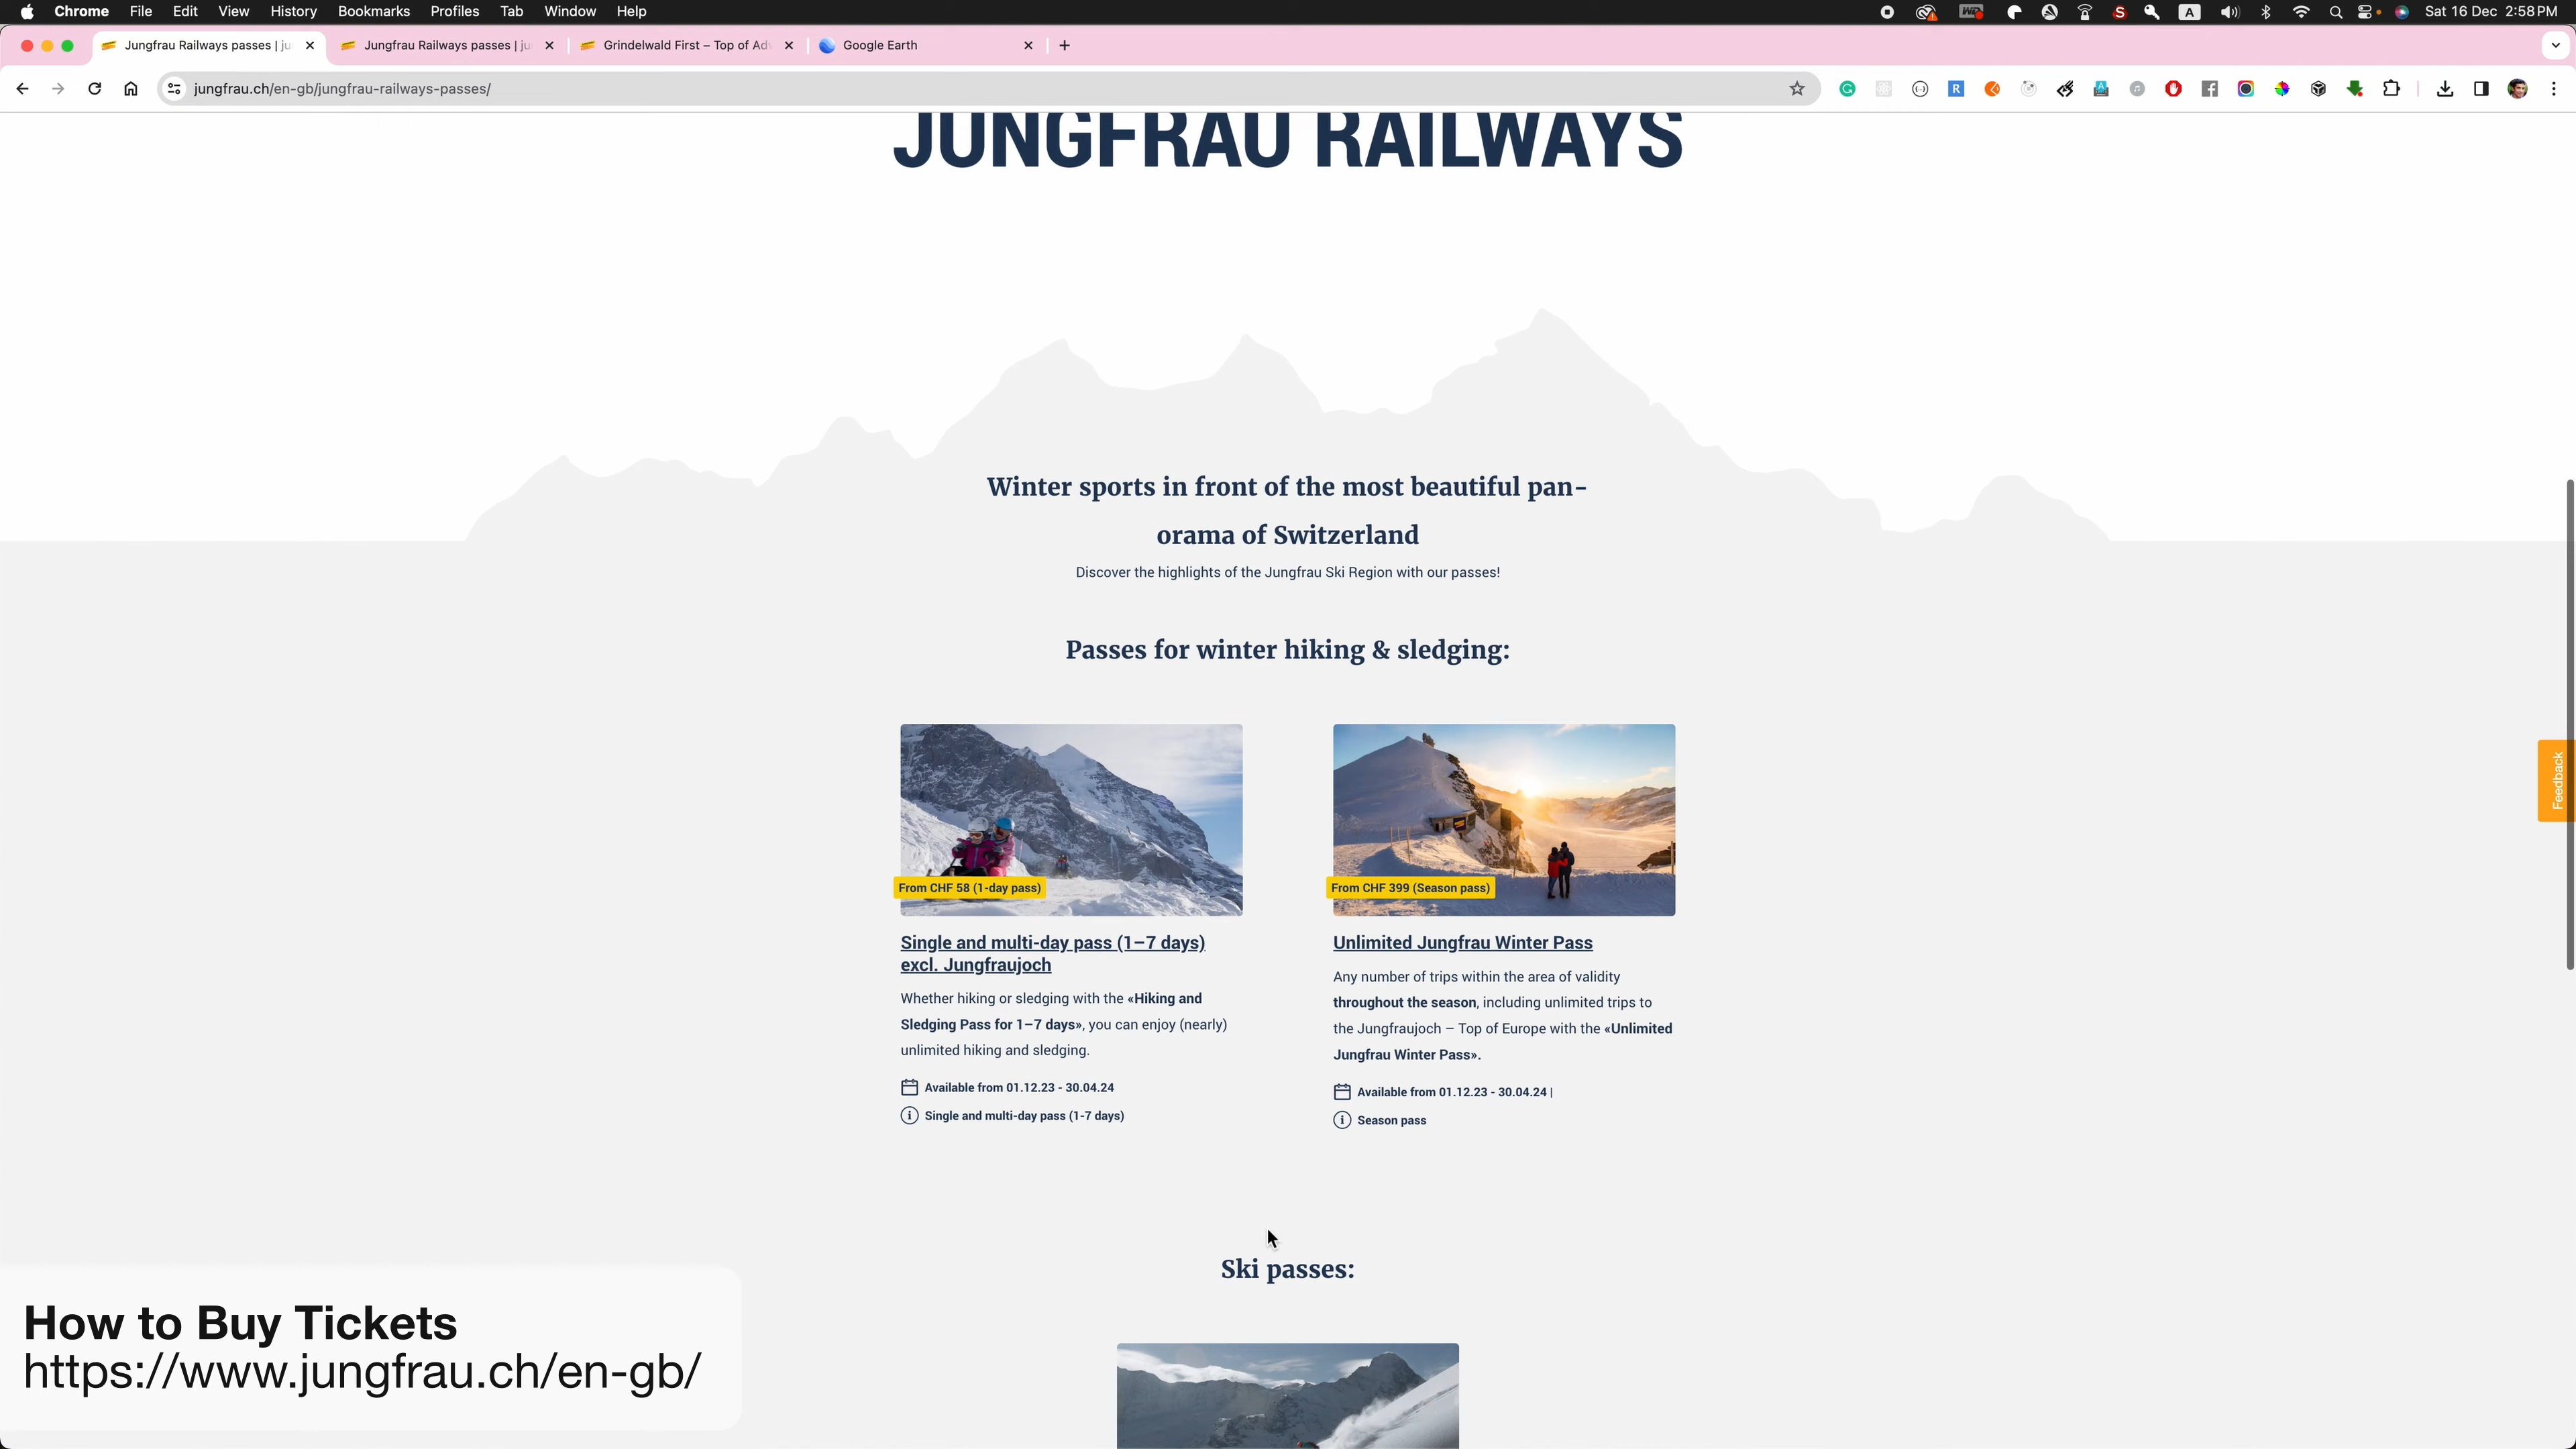 Chrome File Edit View History Bookmarks Profiles Tab Window Help
A
Sat 16 Dec 2:58 PM
Jungfrau Railways passes | ju
Jungfrau Railways passes | ju
Grindelwald First – Top of Adv
Google Earth
jungfrau.ch/en-gb/jungfrau-railways-passes/
JUNGFRAU RAILWAYS
Winter sports in front of the most beautiful pan-
orama of Switzerland
Discover the highlights of the Jungfrau Ski Region with our passes!
Passes for winter hiking & sledging:
From CHF 58 (1-day pass)
Single and multi-day pass (1–7 days)
excl. Jungfraujoch
Whether hiking or sledging with the «Hiking and
Sledging Pass for 1–7 days», you can enjoy (nearly)
unlimited hiking and sledging.
Available from 01.12.23 - 30.04.24
Single and multi-day pass (1-7 days)
From CHF 399 (Season pass)
Unlimited Jungfrau Winter Pass
Any number of trips within the area of validity
throughout the season, including unlimited trips to
the Jungfraujoch – Top of Europe with the «Unlimited
Jungfrau Winter Pass».
Available from 01.12.23 - 30.04.24 |
Season pass
Feedback
Ski passes:
How to Buy Tickets
https://www.jungfrau.ch/en-gb/